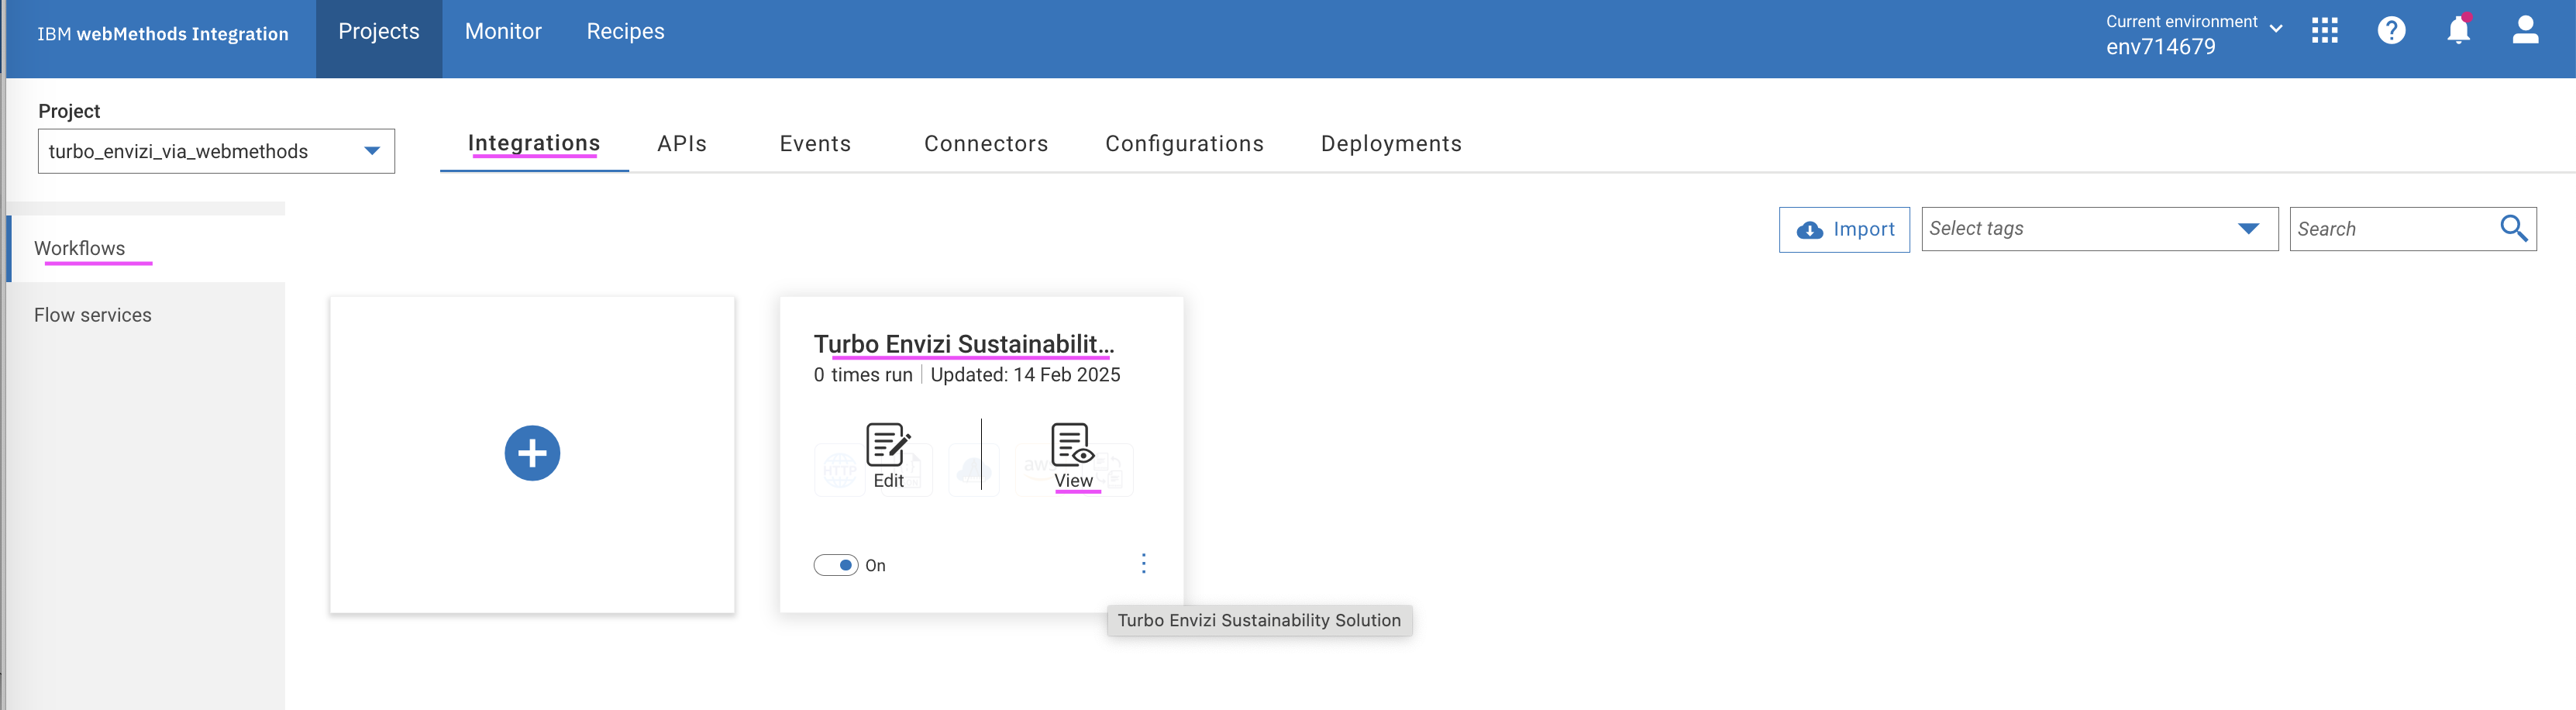 IBM webMethods Integration
Projects
Monitor
Recipes
Current environment
env714679
Project
turbo_envizi_via_webmethods
Integrations
APIs
Events
Connectors
Configurations
Deployments
Workflows
Flow services
Import
Select tags
Search
Turbo Envizi Sustainabilit...
0 times run | Updated: 14 Feb 2025
HTTP
aws
Edit
View
On
Turbo Envizi Sustainability Solution